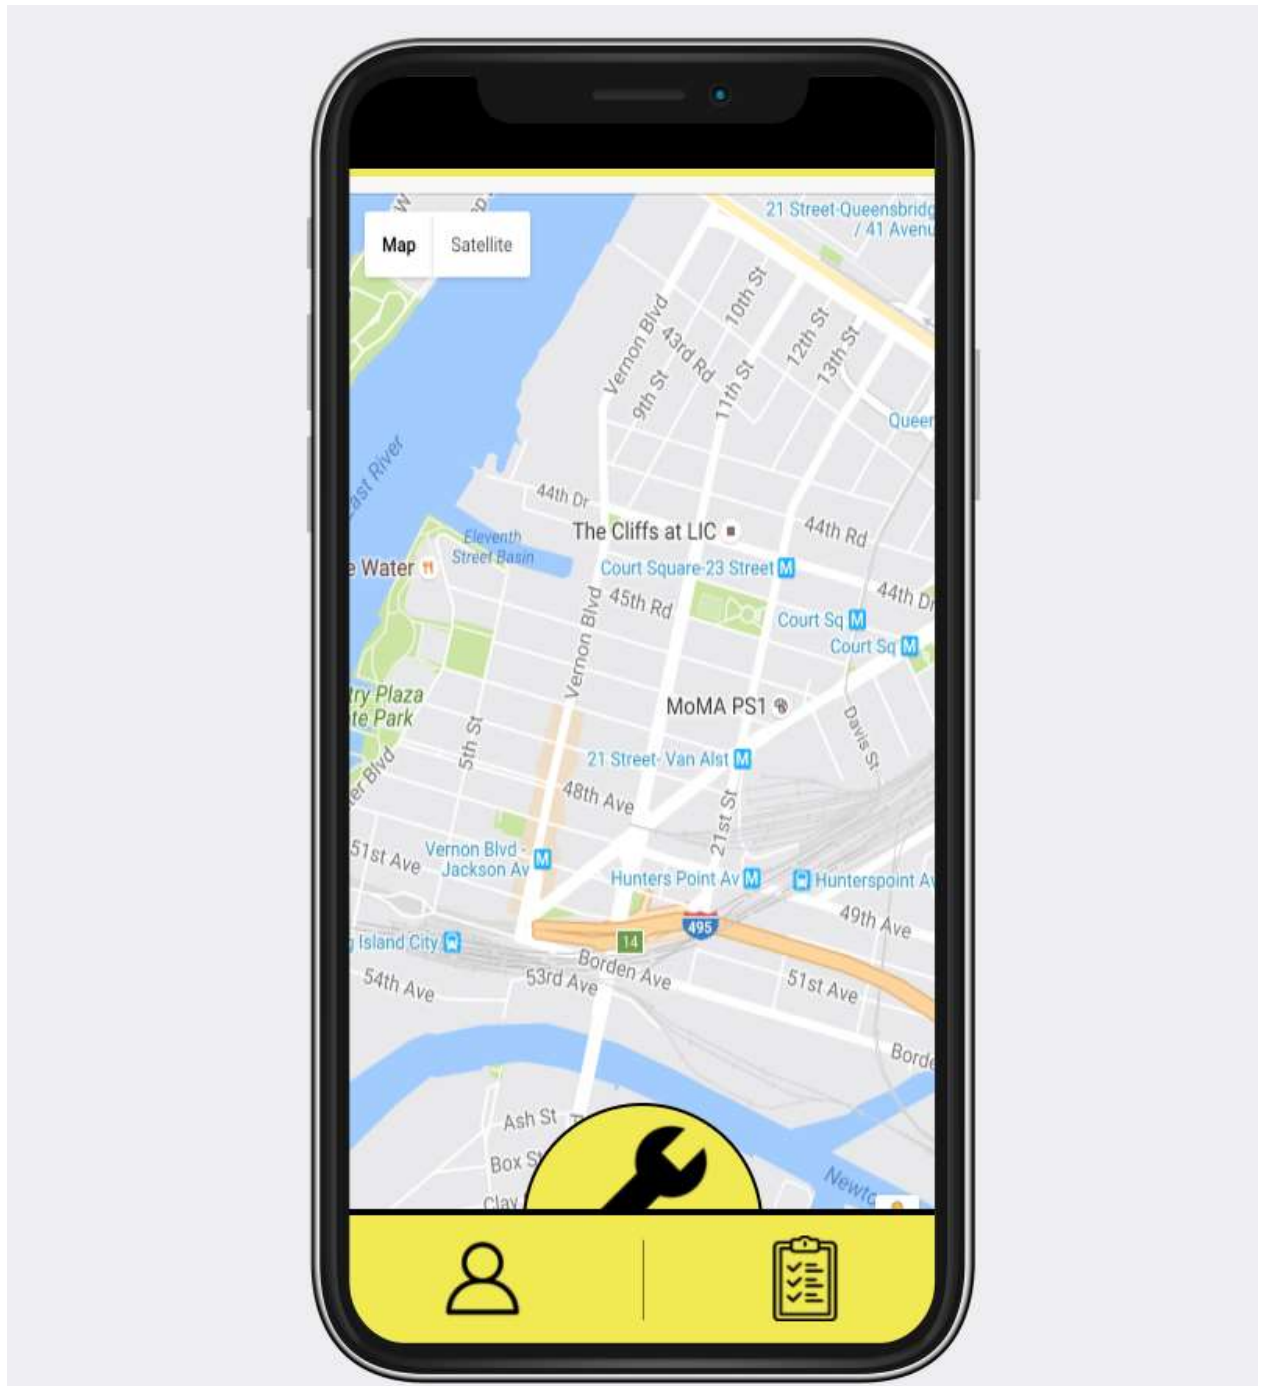 W
Map
Satellite
21 Street-Queensbridg
/ 41 Avenu
10th St
Vernon Blvd
43rd Rd
12th St
13th St
9th St
11th St
Queen
East River
44th Dr
The Cliffs at LIC
44th Rd
Eleventh
Street Basin
e Water
Court Square-23 Street
45th Rd
44th Dr
Court Sq
Vernon Blvd
Court Sq
try Plaza
te Park
MoMA PS1
5th St
Davis St
21 Street-Van Alst
ter Blvd
48th Ave
21st St
51st Ave
Vernon Blvd -
Jackson Av
Hunters Point Av
Hunterspoint Av
49th Ave
495
14
g Island City
Borden Ave
54th Ave
53rd Ave
51st Ave
Borde
Ash St
Box St
Clay
Newto